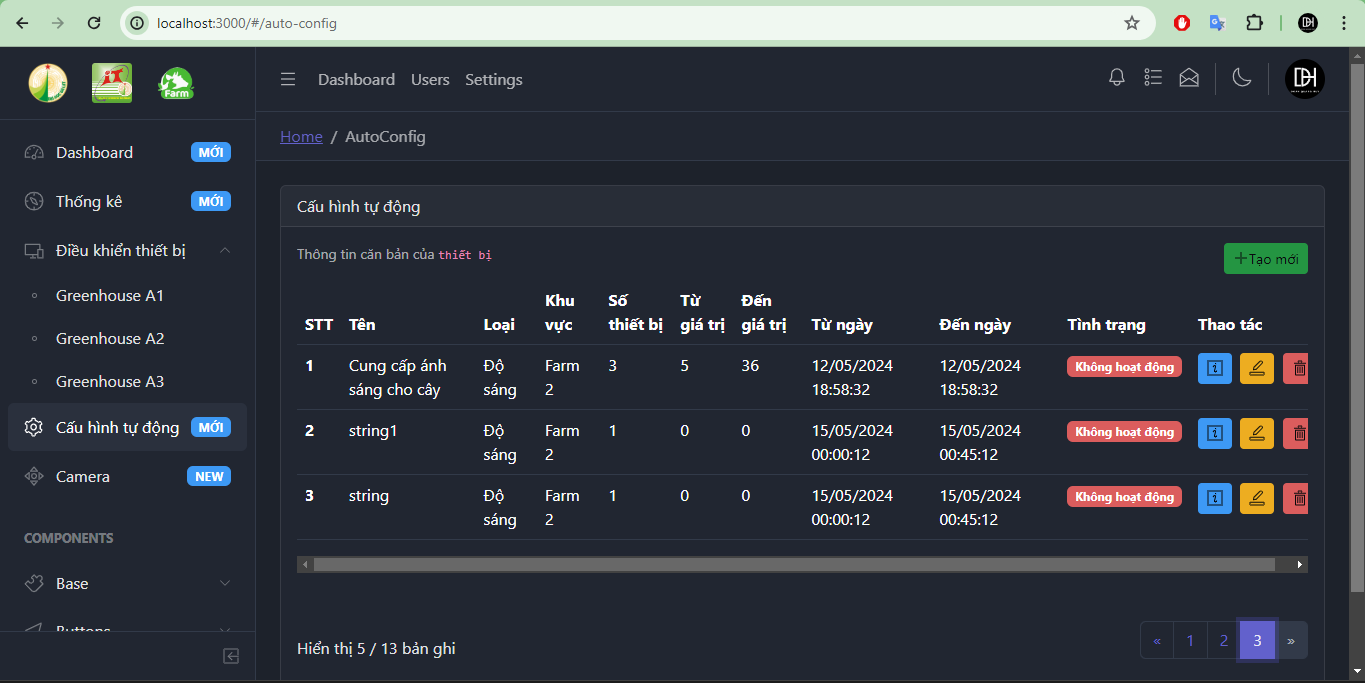 localhost:3000/#/auto-config
DH
iT
Farm
Dashboard Users Settings
DH
Home / AutoConfig
Dashboard MỚI
Thống kê MỚI
Điều khiển thiết bị
Greenhouse A1
Greenhouse A2
Greenhouse A3
Cấu hình tự động MỚI
Camera NEW
COMPONENTS
Base
Buttons
Cấu hình tự động
Thông tin căn bản của thiết bị
+Tạo mới
STT Tên Loại Khu vực Số thiết bị Từ giá trị Đến giá trị Từ ngày Đến ngày Tình trạng Thao tác
1 Cung cấp ánh sáng cho cây Độ sáng Farm 2 3 5 36 12/05/2024 18:58:32 12/05/2024 18:58:32 Không hoạt động
2 string1 Độ sáng Farm 2 1 0 0 15/05/2024 00:00:12 15/05/2024 00:45:12 Không hoạt động
3 string Độ sáng Farm 2 1 0 0 15/05/2024 00:00:12 15/05/2024 00:45:12 Không hoạt động
Hiển thị 5 / 13 bản ghi
« 1 2 3 »